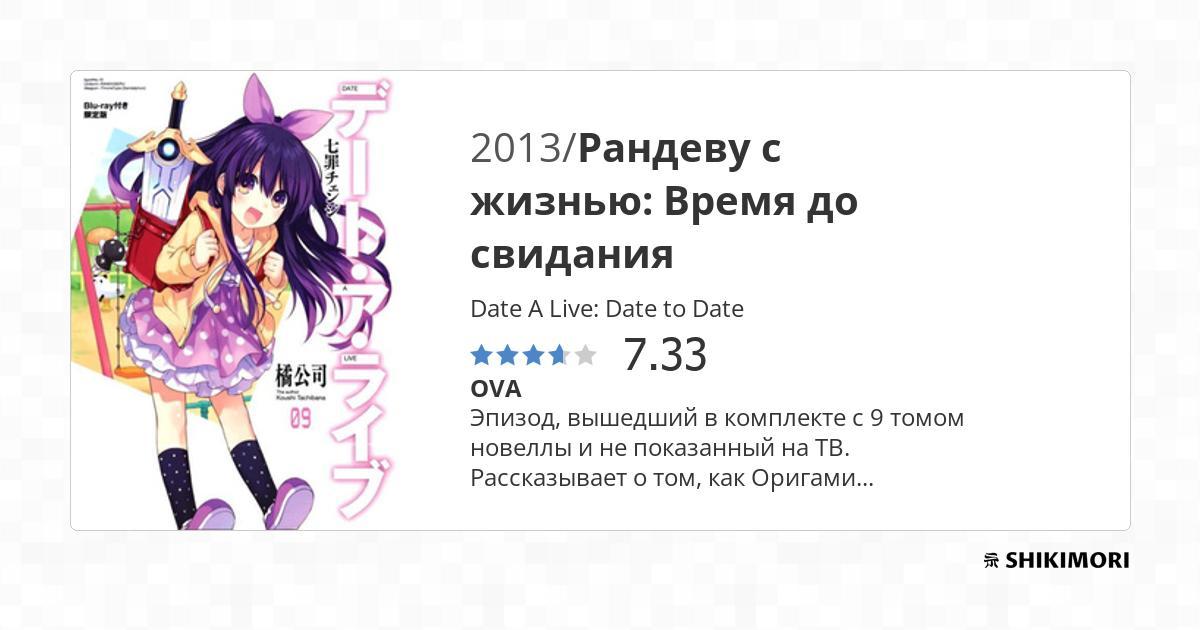 Blu-ray付き
限定版
DATE
デート・ア・ライブ
A
LIVE
七罪チェンジ
橘公司
The author
Koushi Tachibana
09
2013/Рандеву с
жизнью: Время до
свидания
Date A Live: Date to Date
7.33
OVA
Эпизод, вышедший в комплекте с 9 томом
новеллы и не показанный на ТВ.
Рассказывает о том, как Оригами...
SHIKIMORI